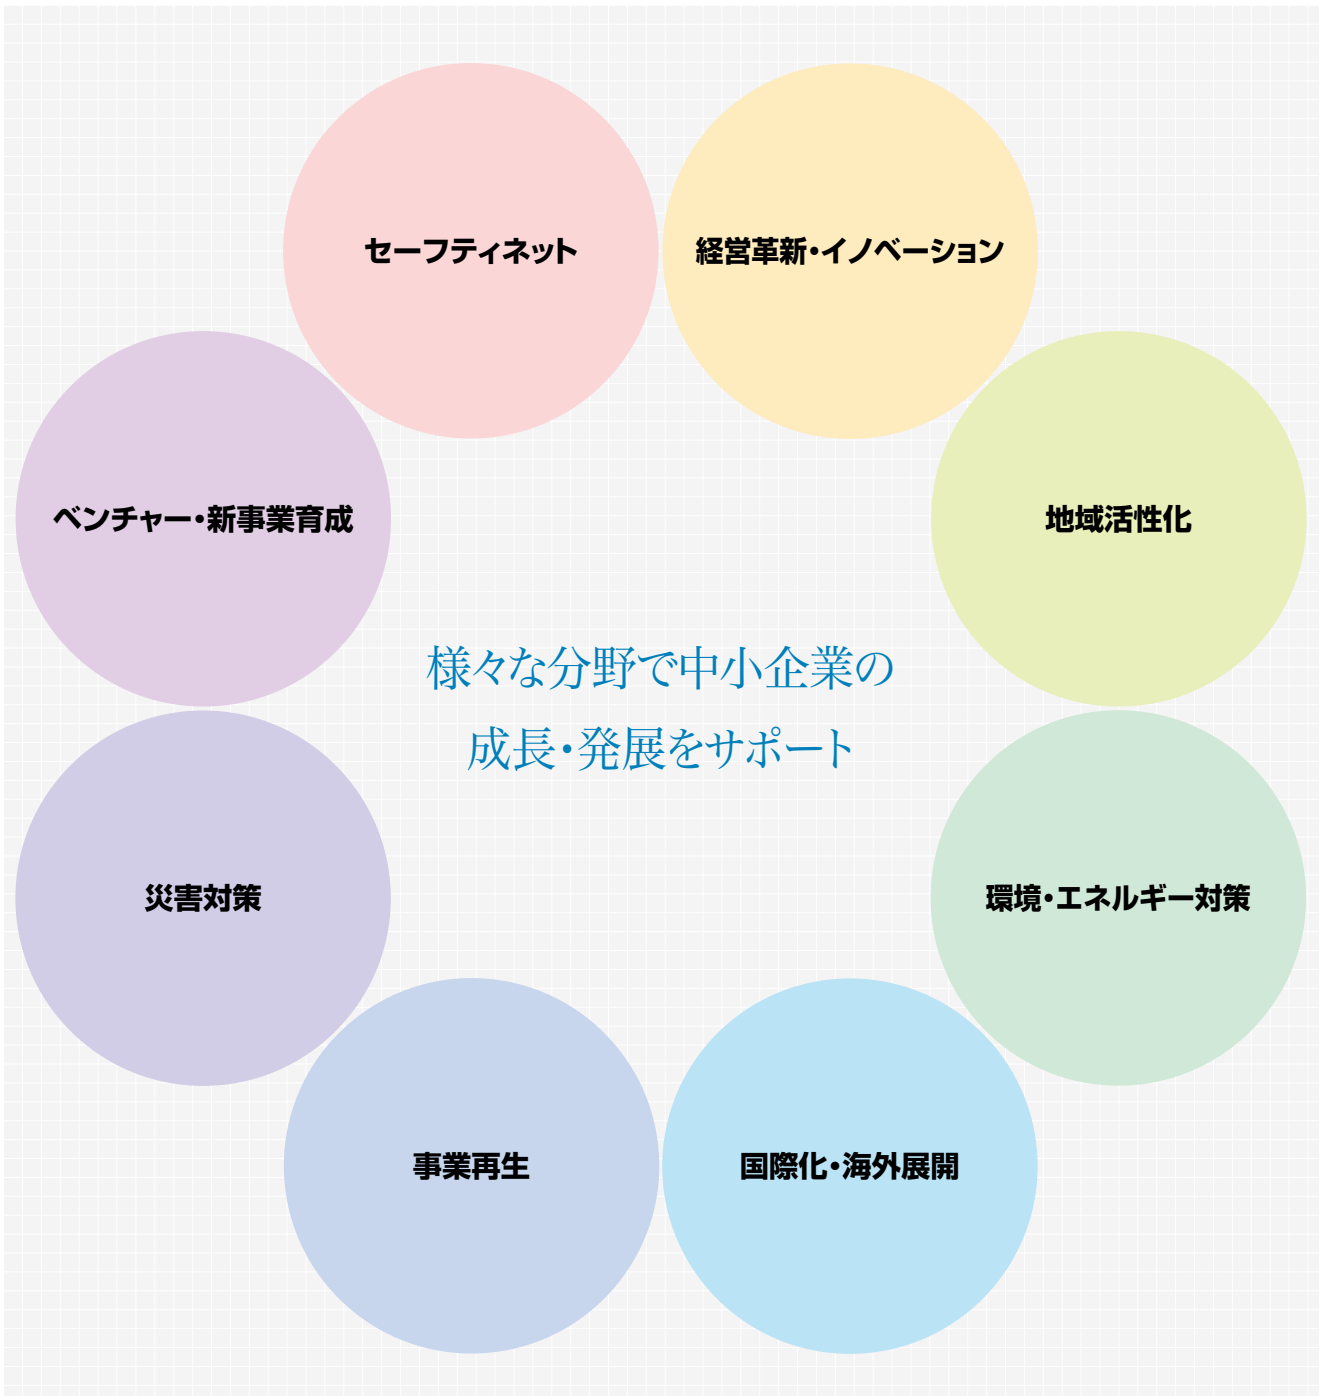 セーフティネット
経営革新・イノベーション
ベンチャー・新事業育成
地域活性化
様々な分野で中小企業の
成長・発展をサポート
災害対策
環境・エネルギー対策
事業再生
国際化・海外展開